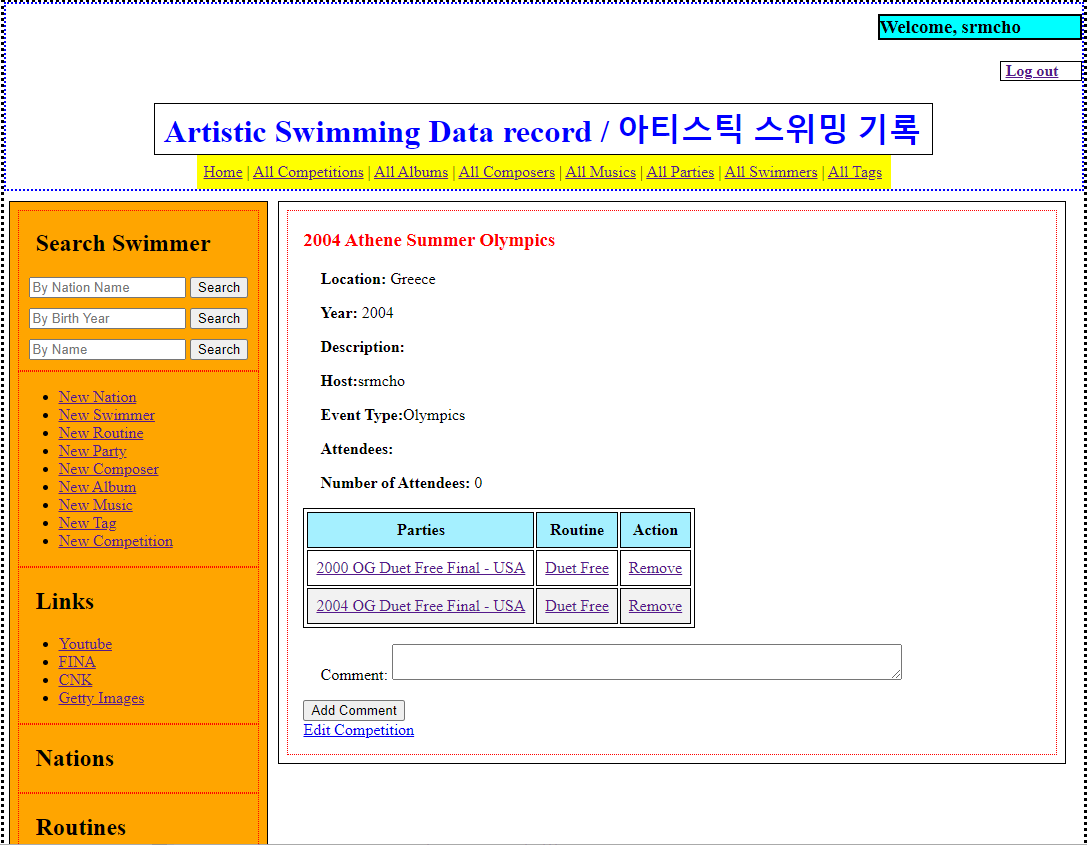 Welcome, srmcho
Log out
Artistic Swimming Data record / 아티스틱 스위밍 기록
Home | All Competitions | All Albums | All Composers | All Musics | All Parties | All Swimmers | All Tags
Search Swimmer
By Nation Name Search
By Birth Year Search
By Name Search
New Nation
New Swimmer
New Routine
New Party
New Composer
New Album
New Music
New Tag
New Competition
Links
Youtube
FINA
CNK
Getty Images
Nations
Routines
2004 Athene Summer Olympics
Location: Greece
Year: 2004
Description:
Host:srmcho
Event Type:Olympics
Attendees:
Number of Attendees: 0
Parties Routine Action
2000 OG Duet Free Final - USA Duet Free Remove
2004 OG Duet Free Final - USA Duet Free Remove
Comment:
Add Comment
Edit Competition